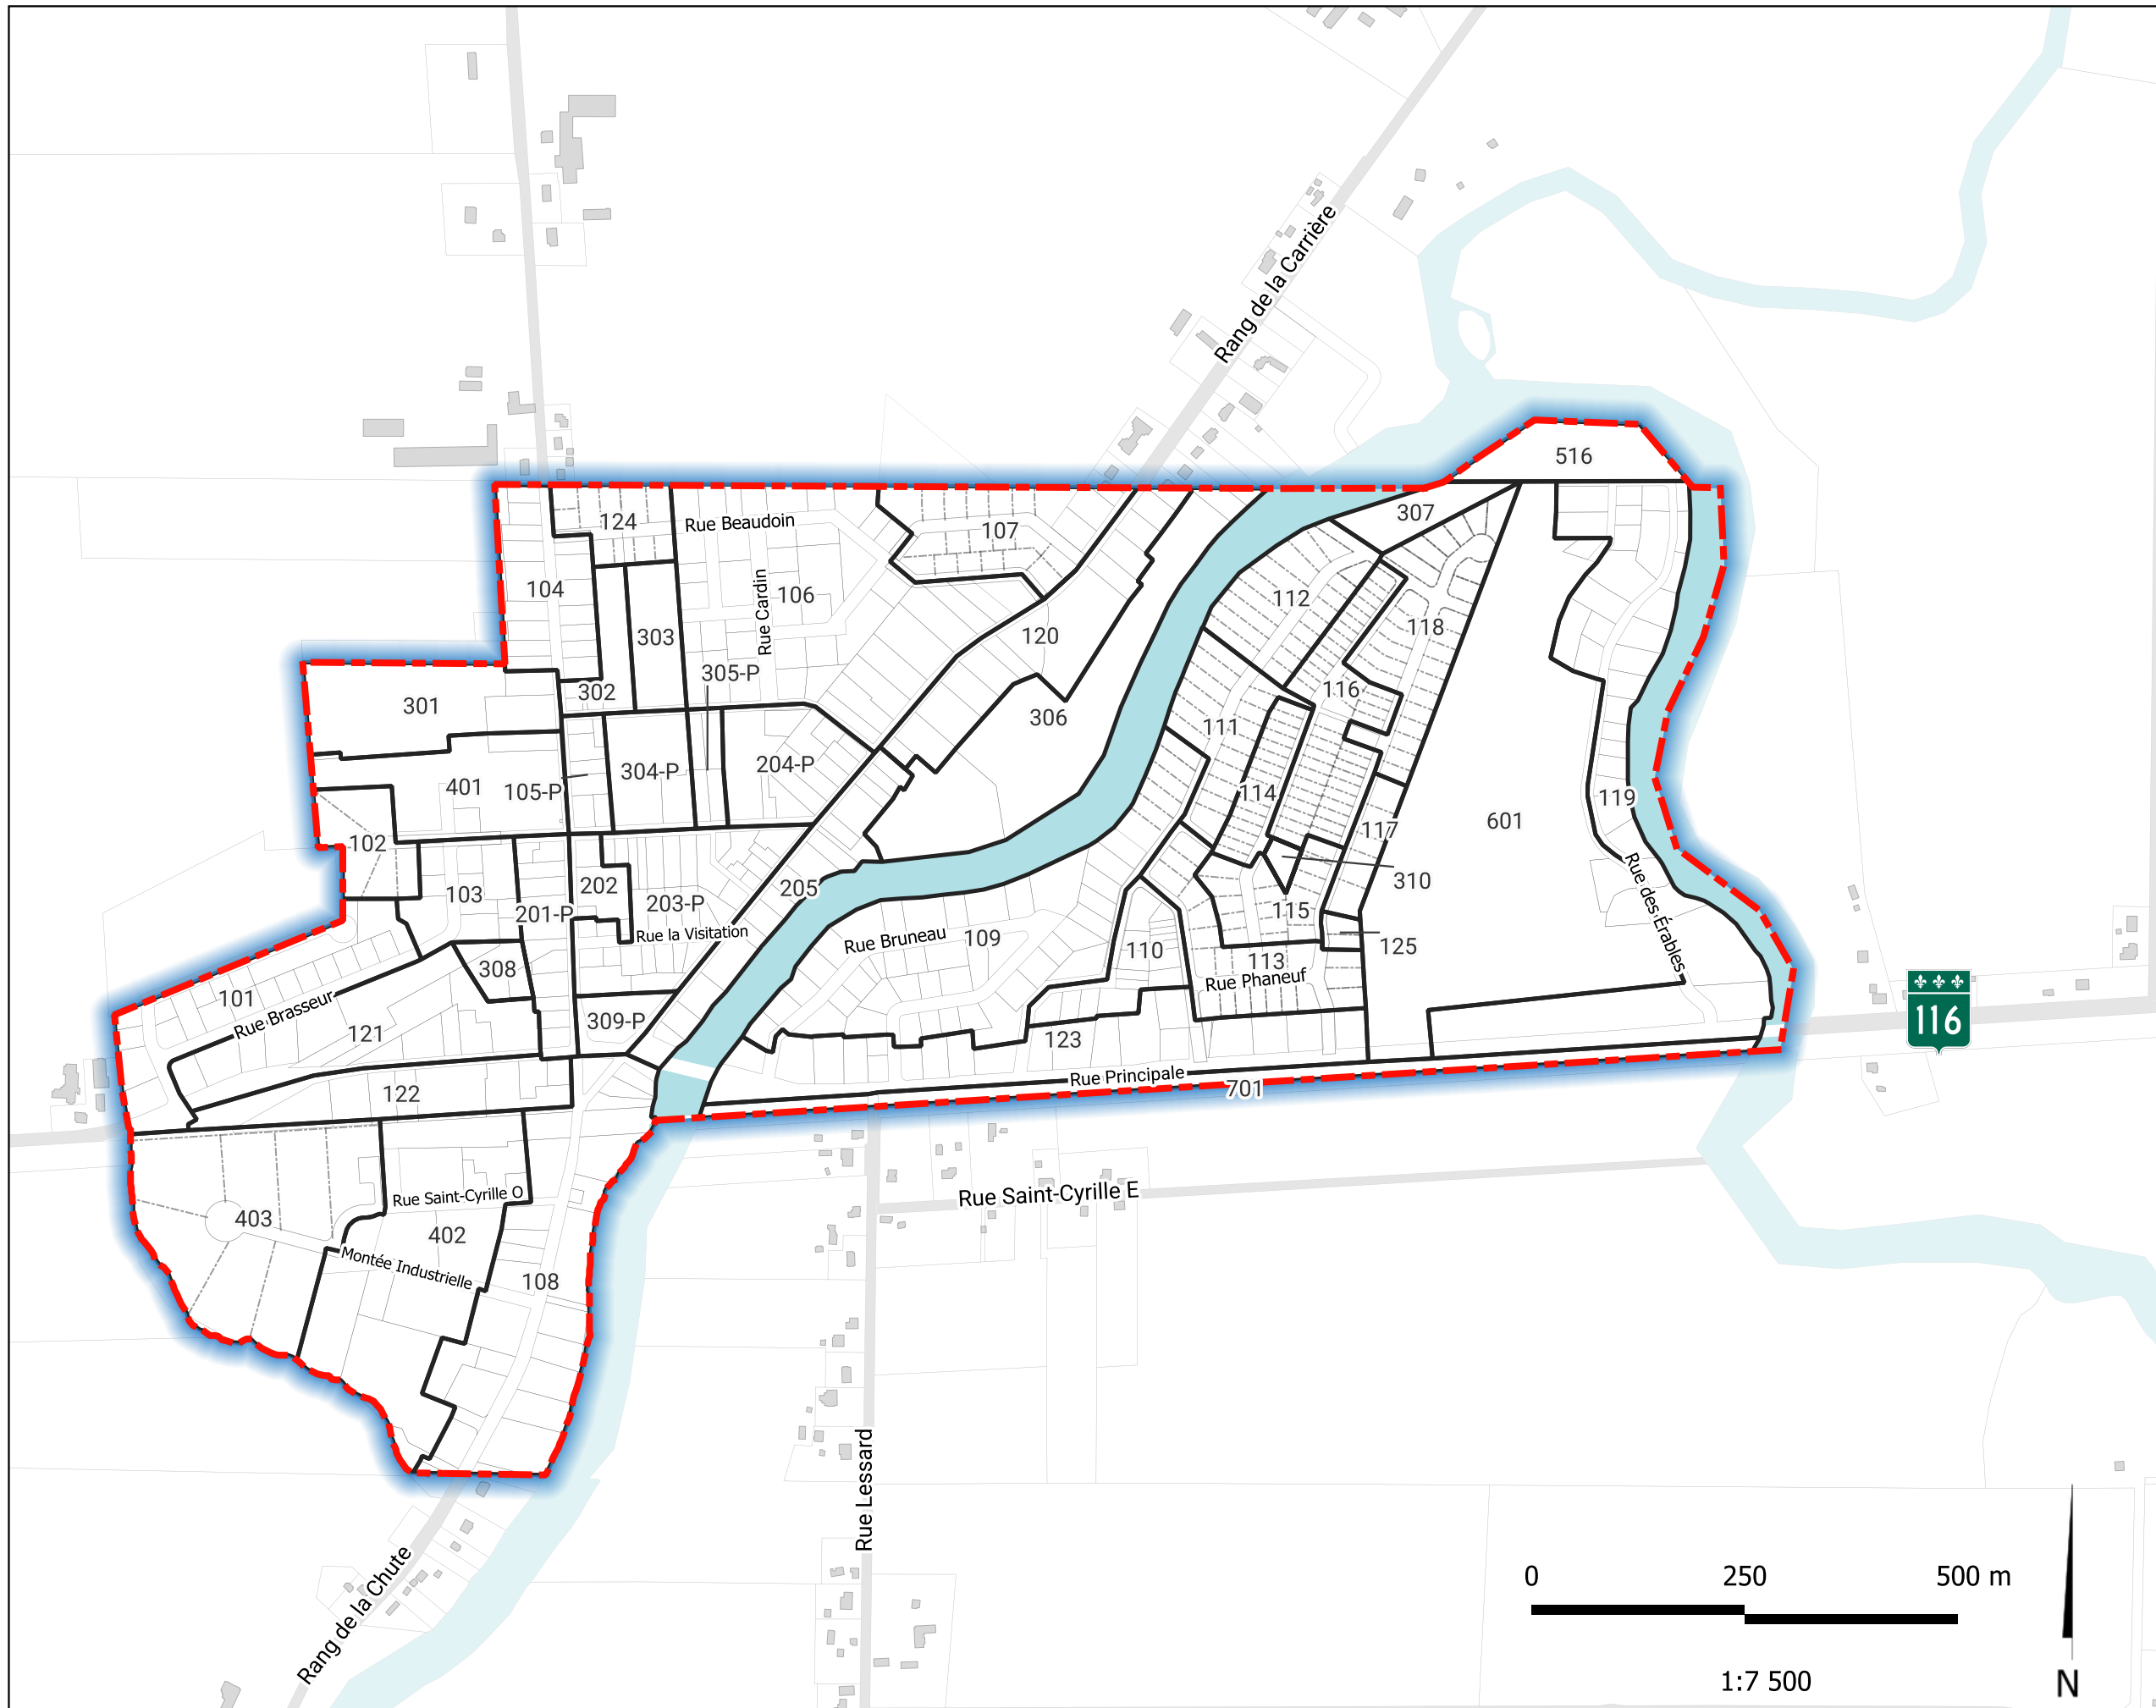 Rang de la Carrière
516
124
Rue Beaudoin
107
307
104
Rue Cardin
106
112
118
303
120
305-P
302
116
301
306
111
304-P
204-P
401
105-P
114
119
601
117
102
310
202
103
205
203-P
201-P
115
Rue des Érables
Rue la Visitation
Rue Bruneau
109
110
125
308
113
101
Rue Phaneuf
Rue Brasseur
116
309-P
121
123
Rue Principale
701
122
Rue Saint-Cyrille O
Rue Saint-Cyrille E
403
402
Montée Industrielle
108
Rue Lessard
Rang de la Chute
0 250 500 m
1:7 500
N